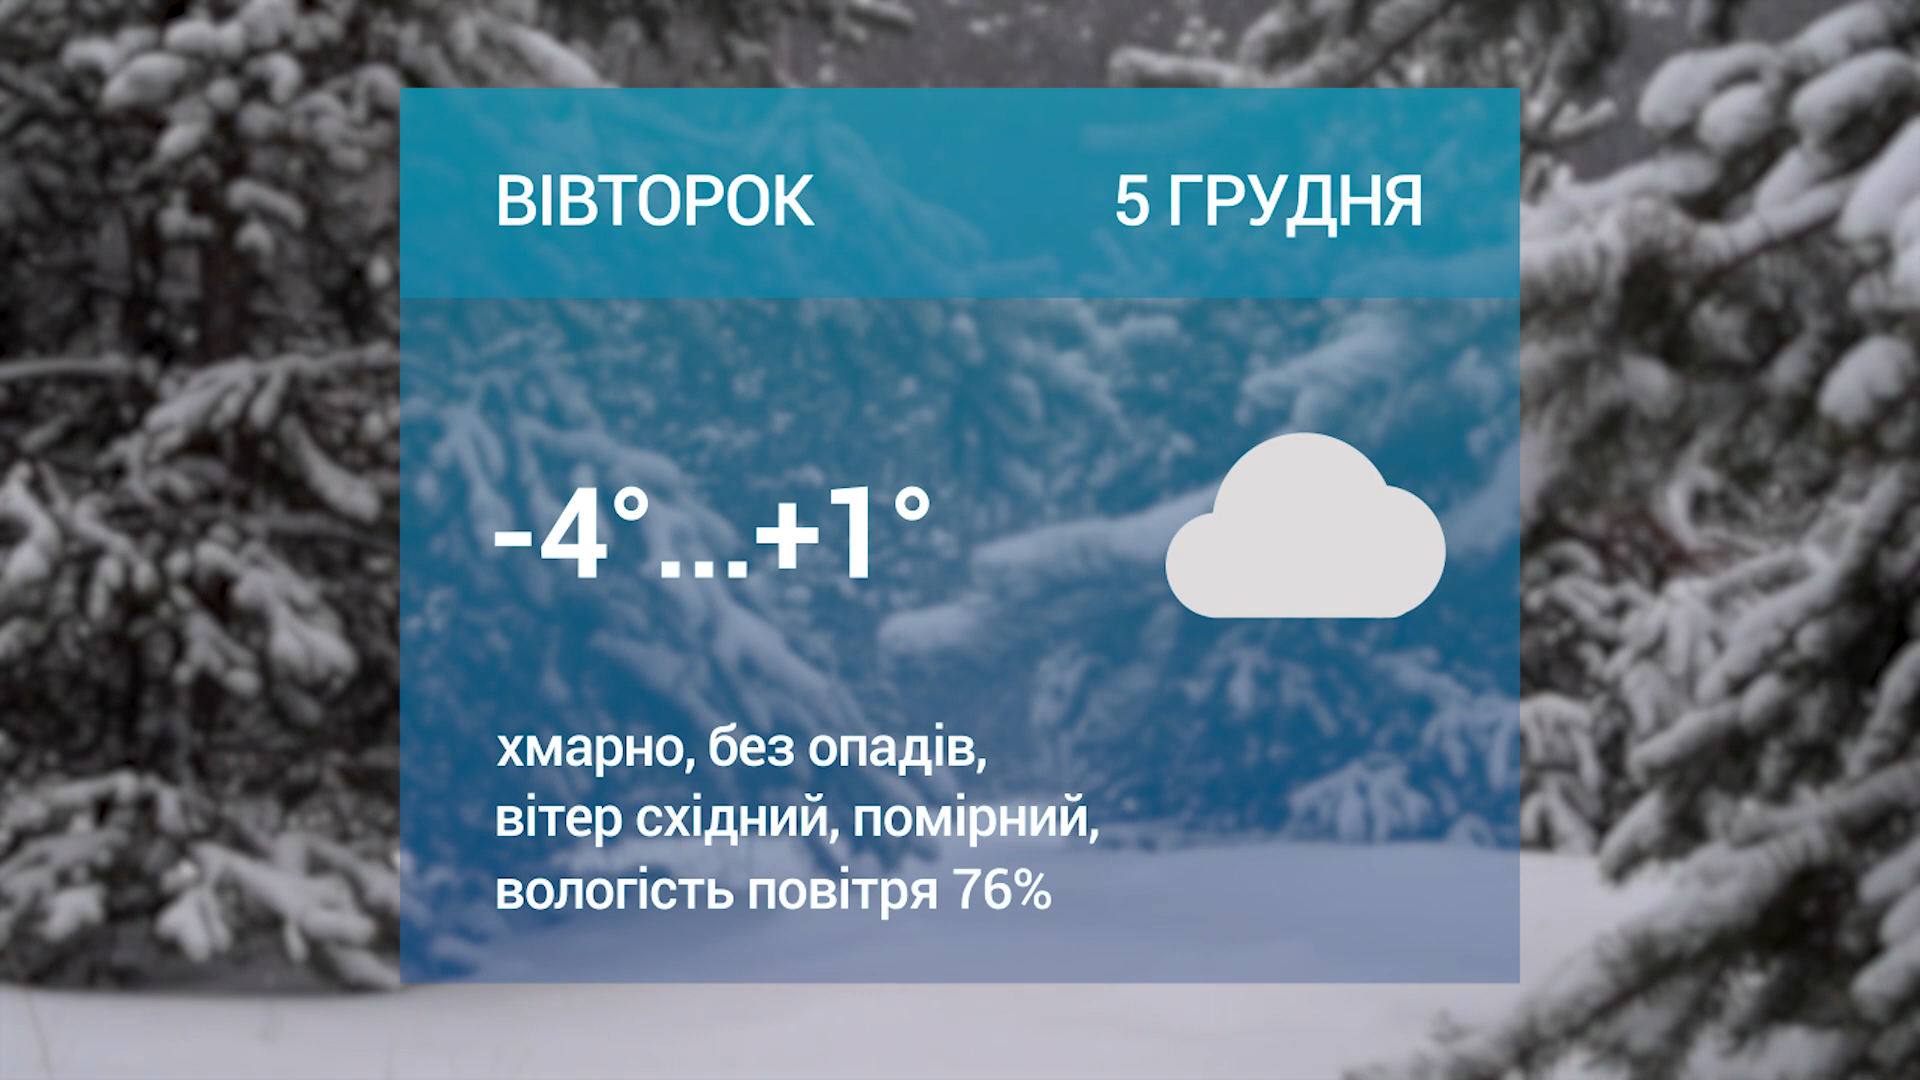 ВІВТОРОК 5 ГРУДНЯ
-4°...+1°
хмарно, без опадів,
вітер східний, помірний,
вологість повітря 76%